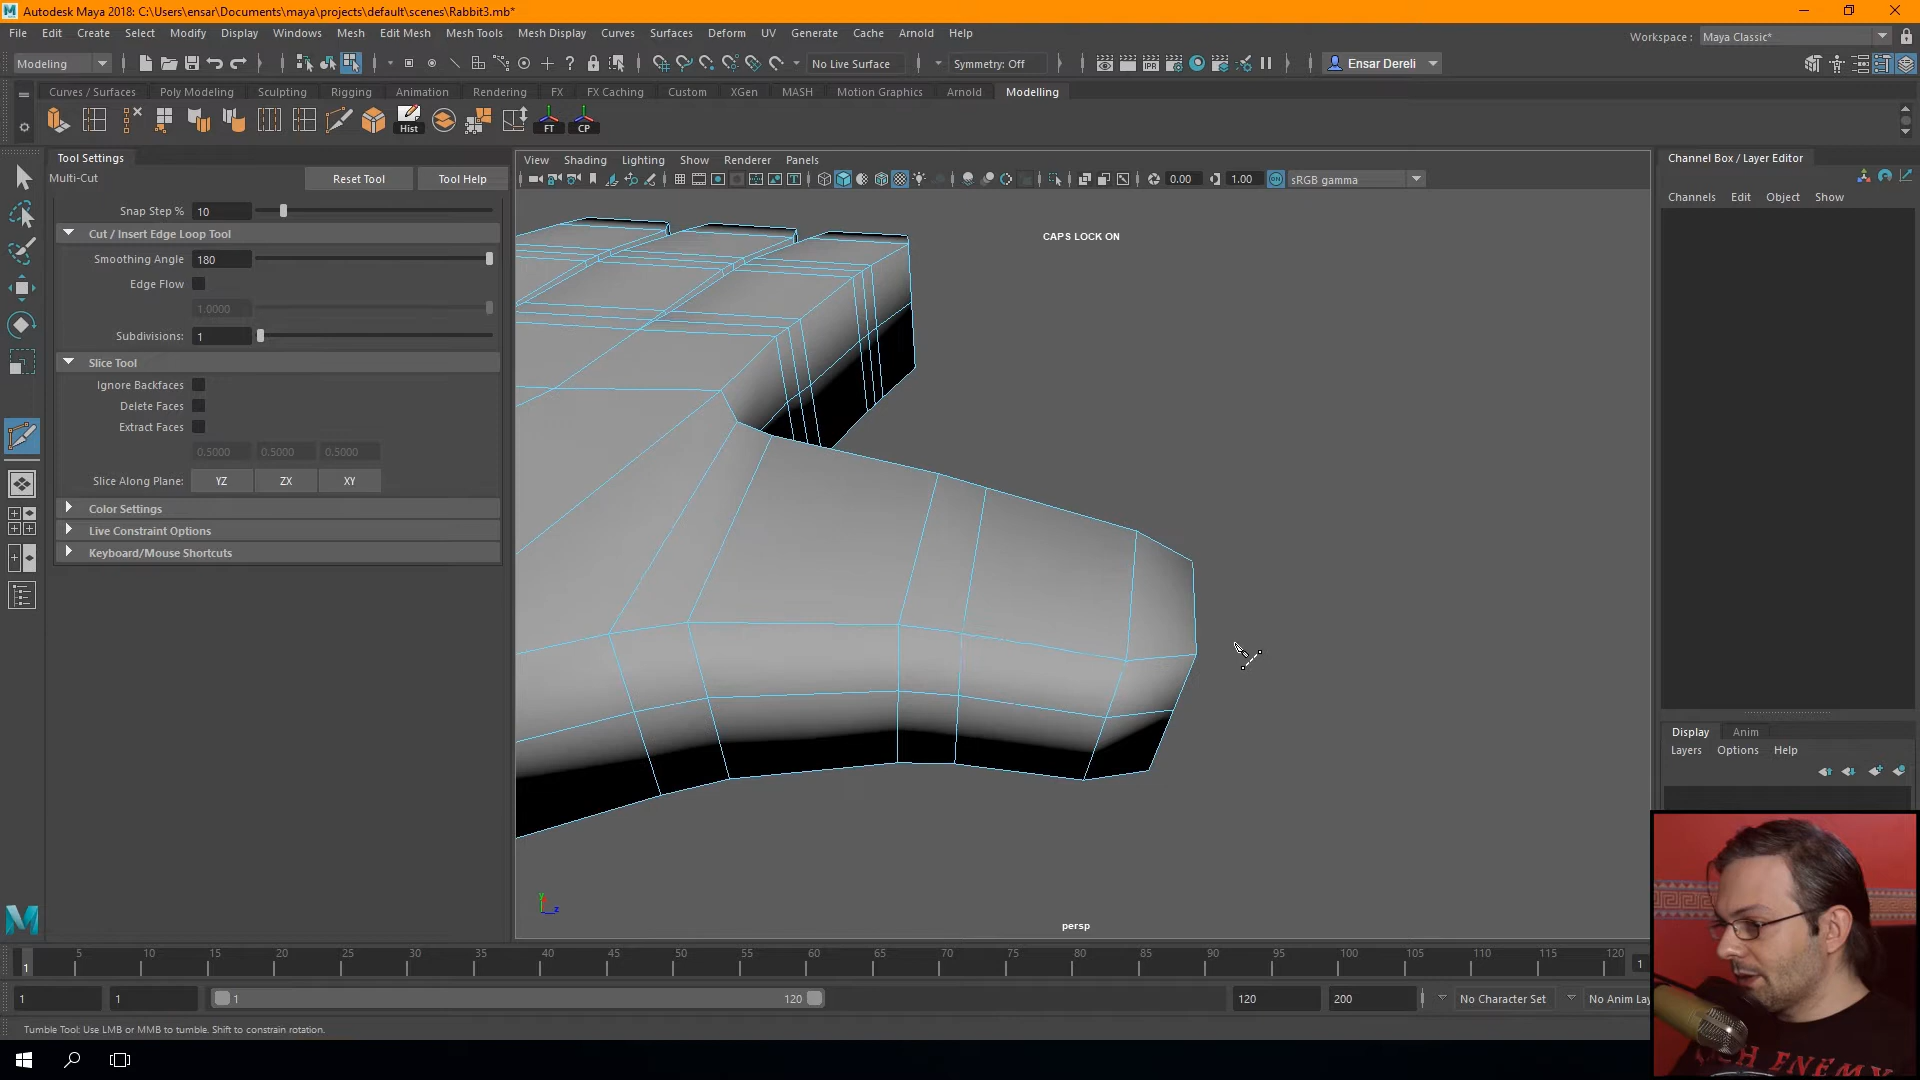 Autodesk Maya 2018: C:\Users\ensar\Documents\maya\projects\default\scenes\Rabbit3.mb*
File Edit Create Select Modify Display Windows Mesh Edit Mesh Mesh Tools Mesh Display Curves Surfaces Deform UV Generate Cache Arnold Help
Workspace : Maya Classic*
Modeling No Live Surface Symmetry: Off Ensar Dereli
Curves / Surfaces Poly Modeling Sculpting Rigging Animation Rendering FX FX Caching Custom XGen MASH Motion Graphics Arnold Modelling
Hist FT CP
Tool Settings
Multi-Cut Reset Tool Tool Help
Snap Step % 10
Cut / Insert Edge Loop Tool
Smoothing Angle 180
Edge Flow
1.0000
Subdivisions: 1
Slice Tool
Ignore Backfaces
Delete Faces
Extract Faces
0.5000 0.5000 0.5000
Slice Along Plane: YZ ZX XY
Color Settings
Live Constraint Options
Keyboard/Mouse Shortcuts
View Shading Lighting Show Renderer Panels
0.00 1.00 ON sRGB gamma
CAPS LOCK ON
y
z
persp
Channel Box / Layer Editor
Channels Edit Object Show
Display Anim
Layers Options Help
5 10 15 20 25 30 35 40 45 50 55 60 65 70 75 80 85 90 95 100 105 110 115 120
1 1
1 1 1 120 120 200 No Character Set No Anim Lay
Tumble Tool: Use LMB or MMB to tumble. Shift to constrain rotation.
M
CH ENEMY